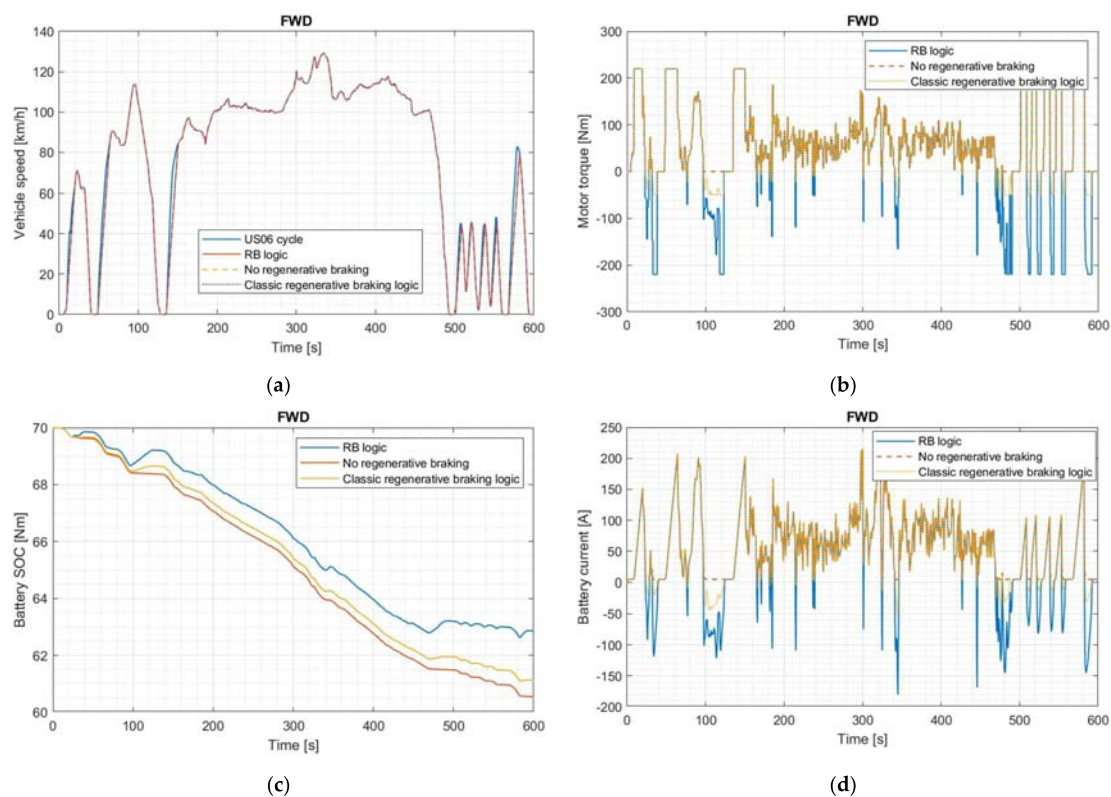 FWD
140
120
100
80
60
40
20
0
Vehicle speed [km/h]
US06 cycle
RB logic
No regenerative braking
Classic regenerative braking logic
0 100 200 300 400 500 600
Time [s]
(a)
FWD
300
200
100
0
-100
-200
-300
Motor torque [Nm]
RB logic
No regenerative braking
Classic regenerative braking logic
0 100 200 300 400 500 600
Time [s]
(b)
FWD
70
68
66
64
62
60
Battery SOC [Nm]
RB logic
No regenerative braking
Classic regenerative braking logic
0 100 200 300 400 500 600
Time [s]
(c)
FWD
250
200
150
100
50
0
-50
-100
-150
-200
Battery current [A]
RB logic
No regenerative braking
Classic regenerative braking logic
0 100 200 300 400 500 600
Time [s]
(d)